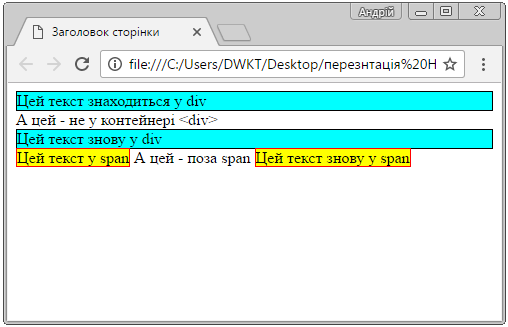 Андрій
Заголовок сторінки
file:///C:/Users/DWKT/Desktop/перезнтація%20H
Цей текст знаходиться у div
А цей - не у контейнері <div>
Цей текст знову у div
Цей текст у span А цей - поза span Цей текст знову у span